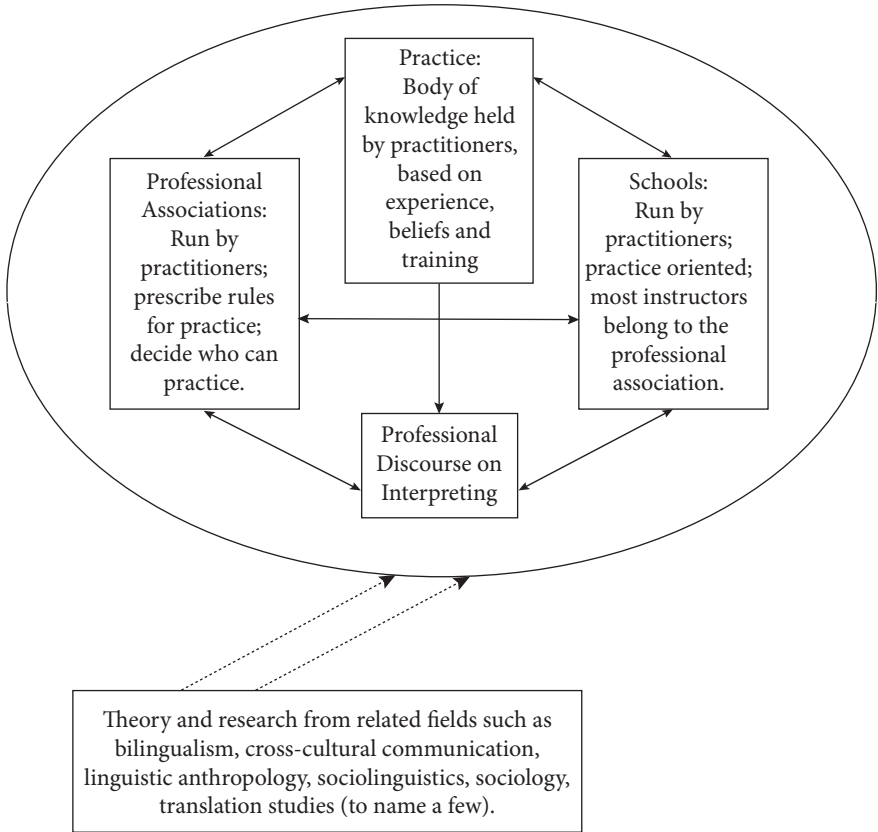 Practice:
Body of
knowledge held
by practitioners,
based on
experience,
beliefs and
training
Professional
Associations:
Run by
practitioners;
prescribe rules
for practice;
decide who can
practice.
Schools:
Run by
practitioners;
practice oriented;
most instructors
belong to the
professional
association.
Professional
Discourse on
Interpreting
Theory and research from related fields such as
bilingualism, cross-cultural communication,
linguistic anthropology, sociolinguistics, sociology,
translation studies (to name a few).